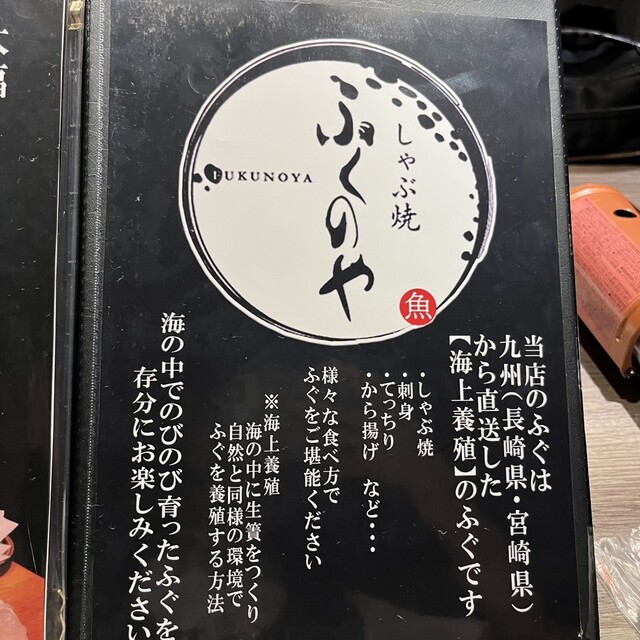 しゃぶ焼
ふくのや
FUKUNOYA
魚
当店のふぐは
九州(長崎県・宮崎県)
から直送した
【海上養殖】のふぐです
・しゃぶ焼
・刺身
・てっちり
・から揚げ など・・・
様々な食べ方で
ふぐをご堪能ください
※海上養殖
海の中に生簀をつくり
自然と同様の環境で
ふぐを養殖する方法
海の中でのびのび育ったふぐを
存分にお楽しみください